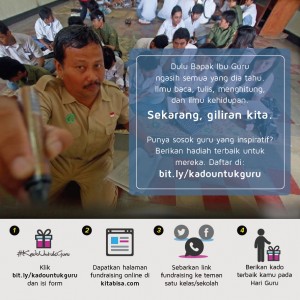 Dulu Bapak Ibu Guru
ngasih semua yang dia tahu.
Ilmu baca, tulis, menghitung,
dan ilmu kehidupan.
Sekarang, giliran kita.
Punya sosok guru yang inspiratif?
Berikan hadiah terbaik untuk
mereka. Daftar di:
bit.ly/kadountukguru
1
#KadoUntukGuru
Klik
bit.ly/kadountukguru
dan isi form
2
Dapatkan halaman
fundraising online di
kitabisa.com
3
Sebarkan link
fundraising ke teman
satu kelas/sekolah
4
Berikan kado
terbaik kamu pada
Hari Guru